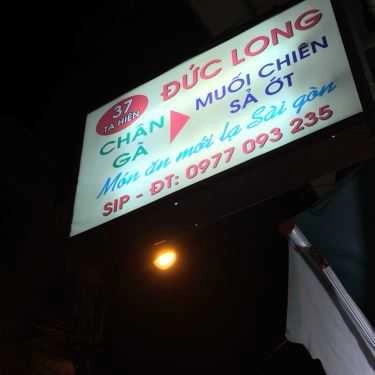 37
TẠ HIỆN
ĐỨC LONG
CHÂN GÀ
MUỐI CHIÊN
SẢ ỚT
Món ăn mới lạ Sài gòn
SIP - ĐT: 0977 093 235